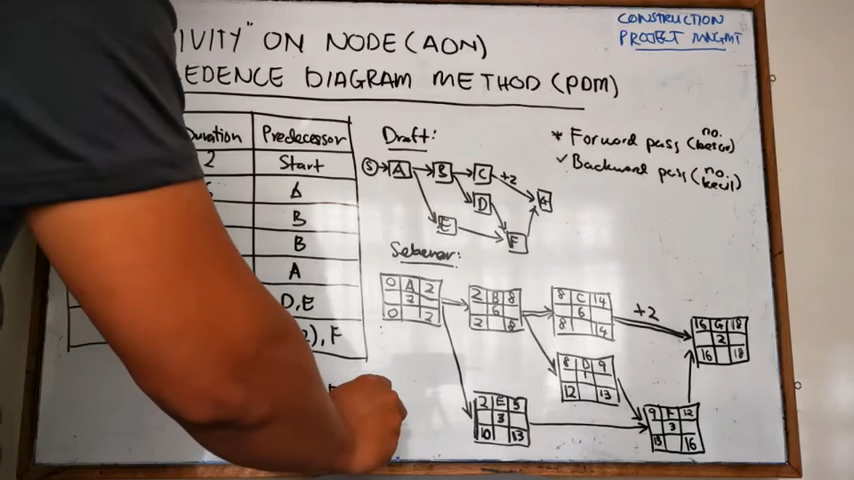 CONSTRUCTION
PROJECT MNGMT
IVITY" ON NODE (AON)
EDENCE DIAGRAM METHOD (PDM)
Duration Predecessor
2 Start
A
B
B
A
D,E
), F
Draft:
S A B C +2 G
D
E F
* Forward pass (no. besar)
✓ Backward pass (no. kecil)
Sebenar:
0 A 2
2
0 2
2 B 8
6
2 8
8 C 14
6
8 14
+2
16 G 18
2
16 18
8 D 9
1
12 13
2 E 5
3
10 13
9 F 12
3
13 16